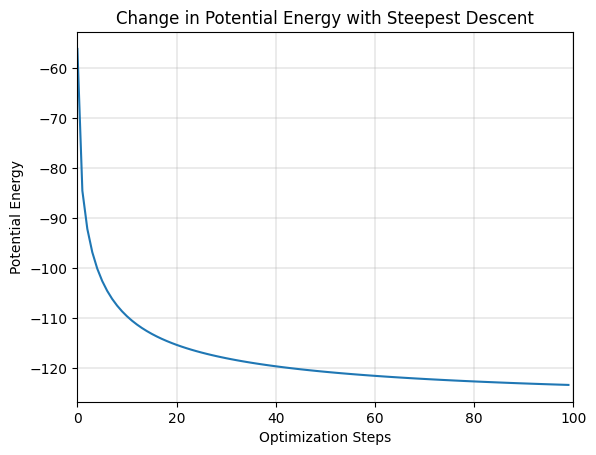 Change in Potential Energy with Steepest Descent
Potential Energy
−60
−70
−80
−90
−100
−110
−120
0 20 40 60 80 100
Optimization Steps